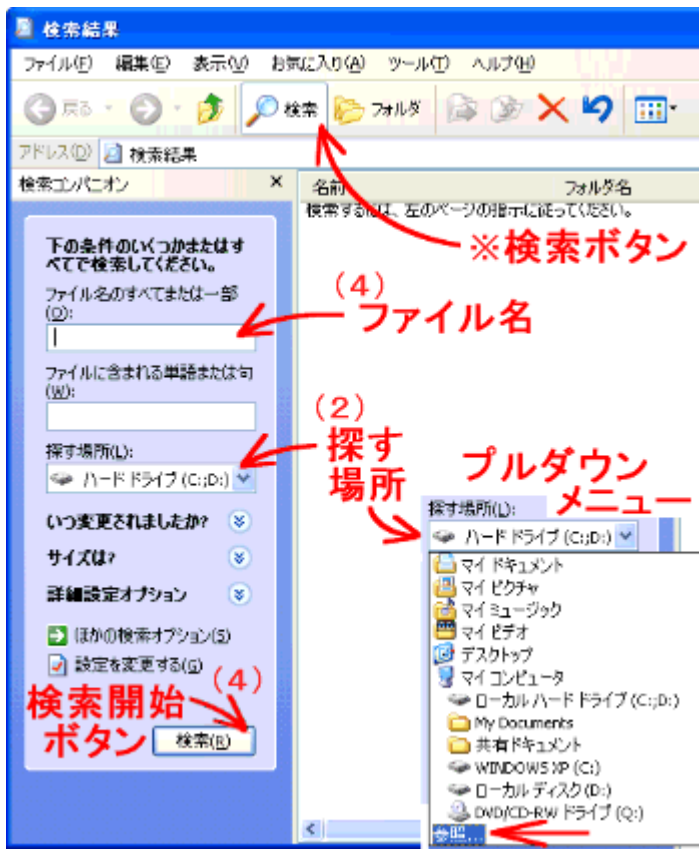 検索結果
ファイル(F) 編集(E) 表示(V) お気に入り(A) ツール(T) ヘルプ(H)
戻る 検索 フォルダ
アドレス(D) 検索結果
検索コンパニオン ×
名前 フォルダ名
検索するには、左のページの指示に従ってください。
※検索ボタン
下の条件のいくつかまたはす
べてで検索してください。
ファイル名のすべてまたは一部
(O):
(4)
ファイル名
ファイルに含まれる単語または句
(W):
(2)
探す
場所
探す場所(L):
ハード ドライブ (C:;D:)
いつ変更されましたか?
サイズは?
詳細設定オプション
ほかの検索オプション(S)
設定を変更する(G)
(4)
検索開始
ボタン
検索(R)
プルダウン
メニュー
探す場所(L):
ハード ドライブ (C:;D:)
マイ ドキュメント
マイ ピクチャ
マイ ミュージック
マイ ビデオ
デスクトップ
マイ コンピュータ
ローカル ハード ドライブ (C:;D:)
My Documents
共有ドキュメント
WINDOWS XP (C:)
ローカル ディスク (D:)
DVD/CD-RW ドライブ (Q:)
参照...